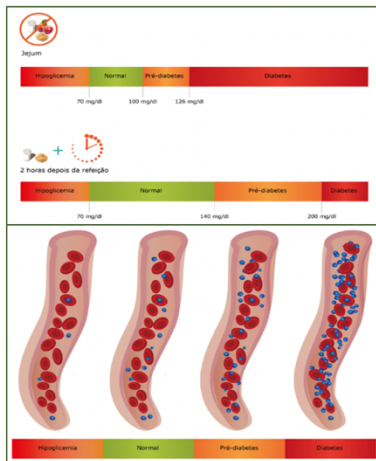 Jejum
Hipoglicemia Normal Pré-diabetes Diabetes
70 mg/dl 100 mg/dl 126 mg/dl
2 horas depois da refeição
Hipoglicemia Normal Pré-diabetes Diabetes
70 mg/dl 140 mg/dl 200 mg/dl
Hipoglicemia Normal Pré-diabetes Diabetes